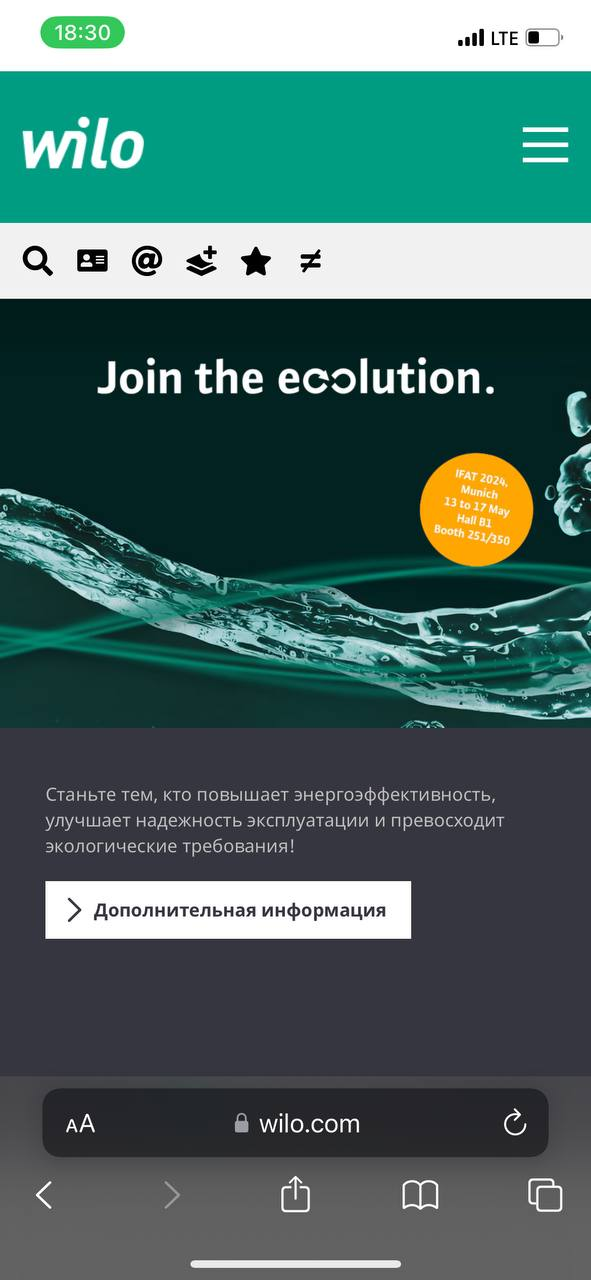 18:30
LTE
wilo
Join the ecolution.
IFAT 2024,
Munich
13 to 17 May
Hall B1
Booth 251/350
Станьте тем, кто повышает энергоэффективность,
улучшает надежность эксплуатации и превосходит
экологические требования!
Дополнительная информация
AA
wilo.com